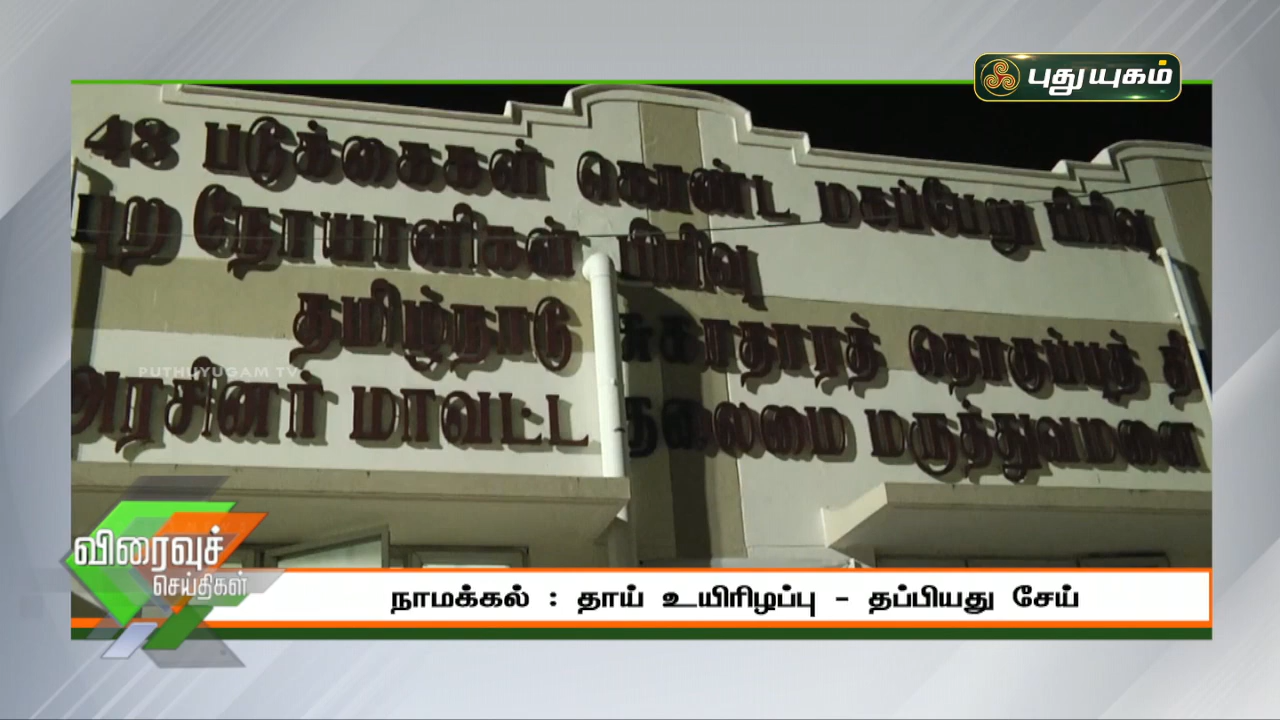 புதுயுகம்
48 படுக்கைகள் கொண்ட மகப்பேறு பிரிவு
புற நோயாளிகள் பிரிவு
தமிழ்நாடு சுகாதாரத் தொகுப்புத் தி
அரசினர் மாவட்ட தலைமை மருத்துவமனை
PUTHUYUGAM TV
விரைவுச்
செய்திகள்
நாமக்கல் : தாய் உயிரிழப்பு - தப்பியது சேய்